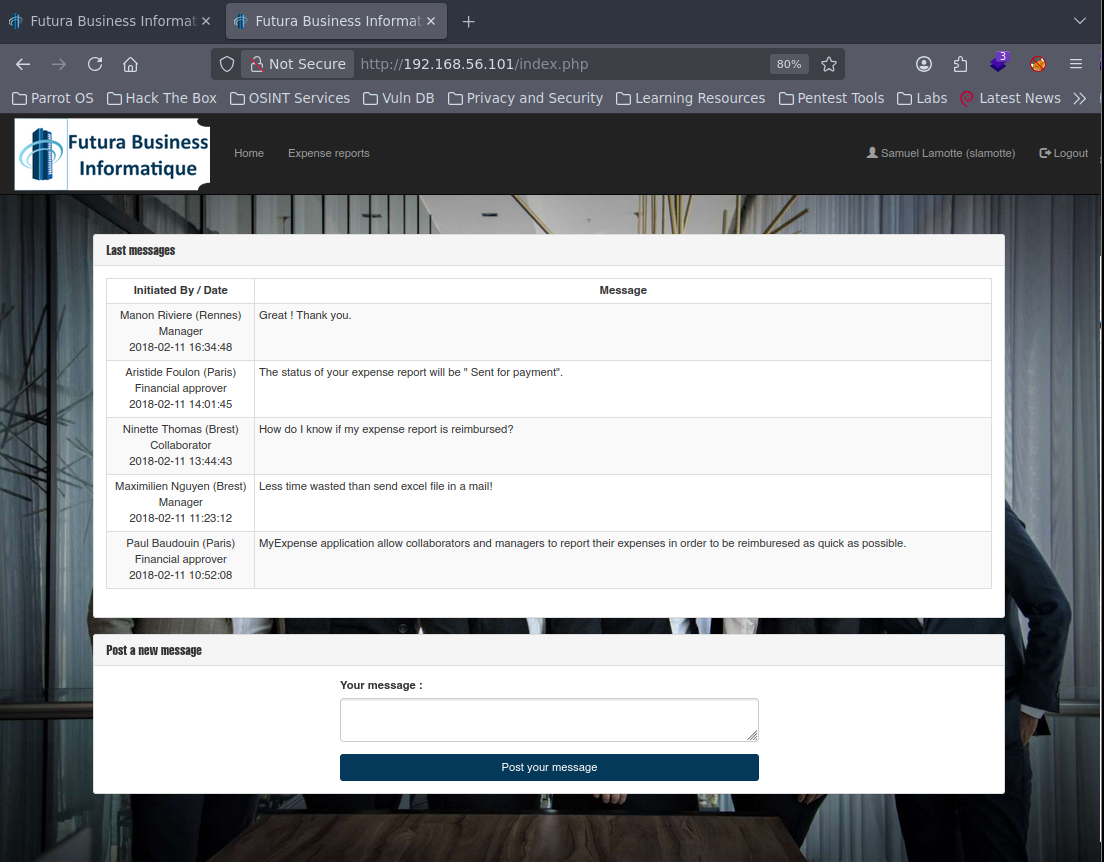 Futura Business Informat
Futura Business Informat
Not Secure http://192.168.56.101/index.php 80%
3
Parrot OS Hack The Box OSINT Services Vuln DB Privacy and Security Learning Resources Pentest Tools Labs Latest News
Futura Business
Informatique
Home Expense reports Samuel Lamotte (slamotte) Logout
Last messages
Initiated By / Date Message
Manon Riviere (Rennes) Great ! Thank you.
Manager
2018-02-11 16:34:48
Aristide Foulon (Paris) The status of your expense report will be " Sent for payment".
Financial approver
2018-02-11 14:01:45
Ninette Thomas (Brest) How do I know if my expense report is reimbursed?
Collaborator
2018-02-11 13:44:43
Maximilien Nguyen (Brest) Less time wasted than send excel file in a mail!
Manager
2018-02-11 11:23:12
Paul Baudouin (Paris) MyExpense application allow collaborators and managers to report their expenses in order to be reimburesed as quick as possible.
Financial approver
2018-02-11 10:52:08
Post a new message
Your message :
Post your message